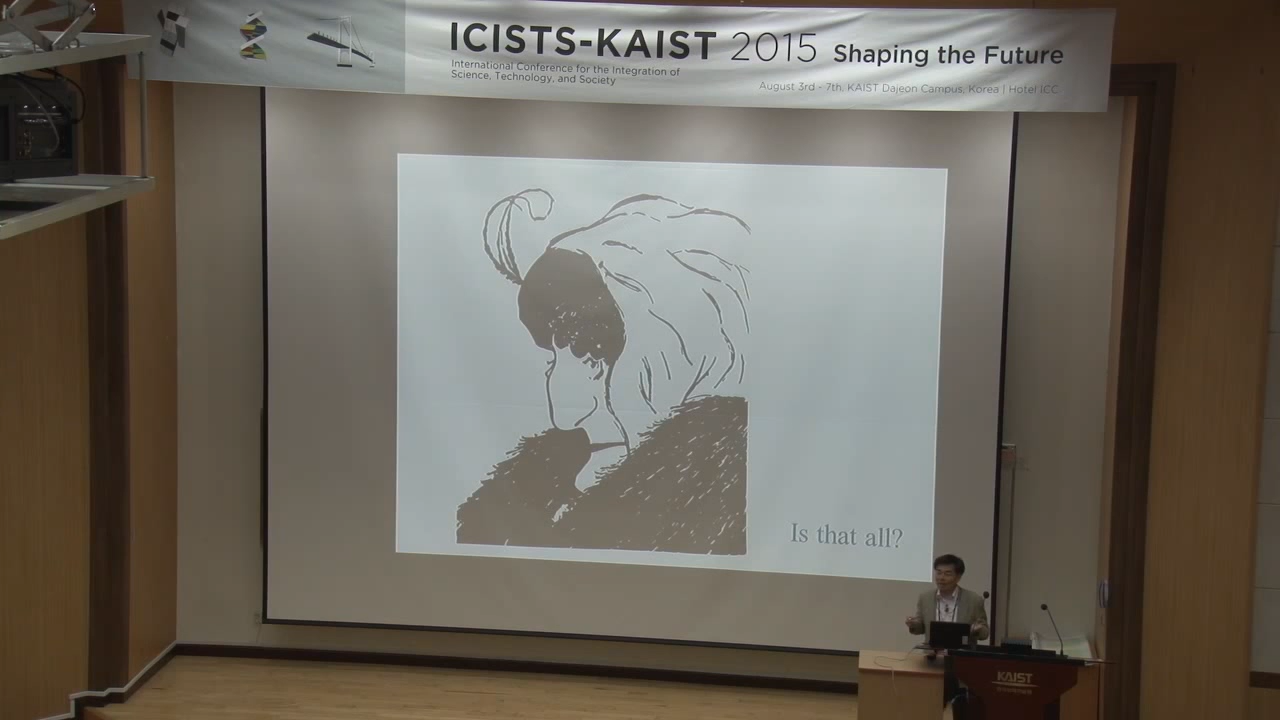 ICISTS-KAIST 2015 Shaping the Future
International Conference for the Integration of
Science, Technology, and Society
August 3rd - 7th, KAIST Dajeon Campus, Korea | Hotel ICC
Is that all?
KAIST